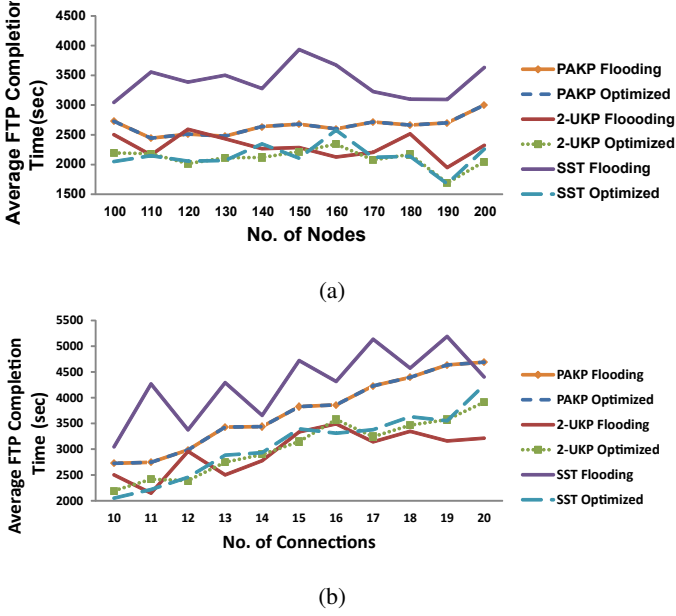 Average FTP Completion
Time(sec)
4500
4000
3500
3000
2500
2000
1500
100 110 120 130 140 150 160 170 180 190 200
No. of Nodes
PAKP Flooding
PAKP Optimized
2-UKP Floooding
2-UKP Optimized
SST Flooding
SST Optimized
(a)
Average FTP Completion
Time (sec)
5500
5000
4500
4000
3500
3000
2500
2000
10 11 12 13 14 15 16 17 18 19 20
No. of Connections
PAKP Flooding
PAKP Optimized
2-UKP Flooding
2-UKP Optimized
SST Flooding
SST Optimized
(b)